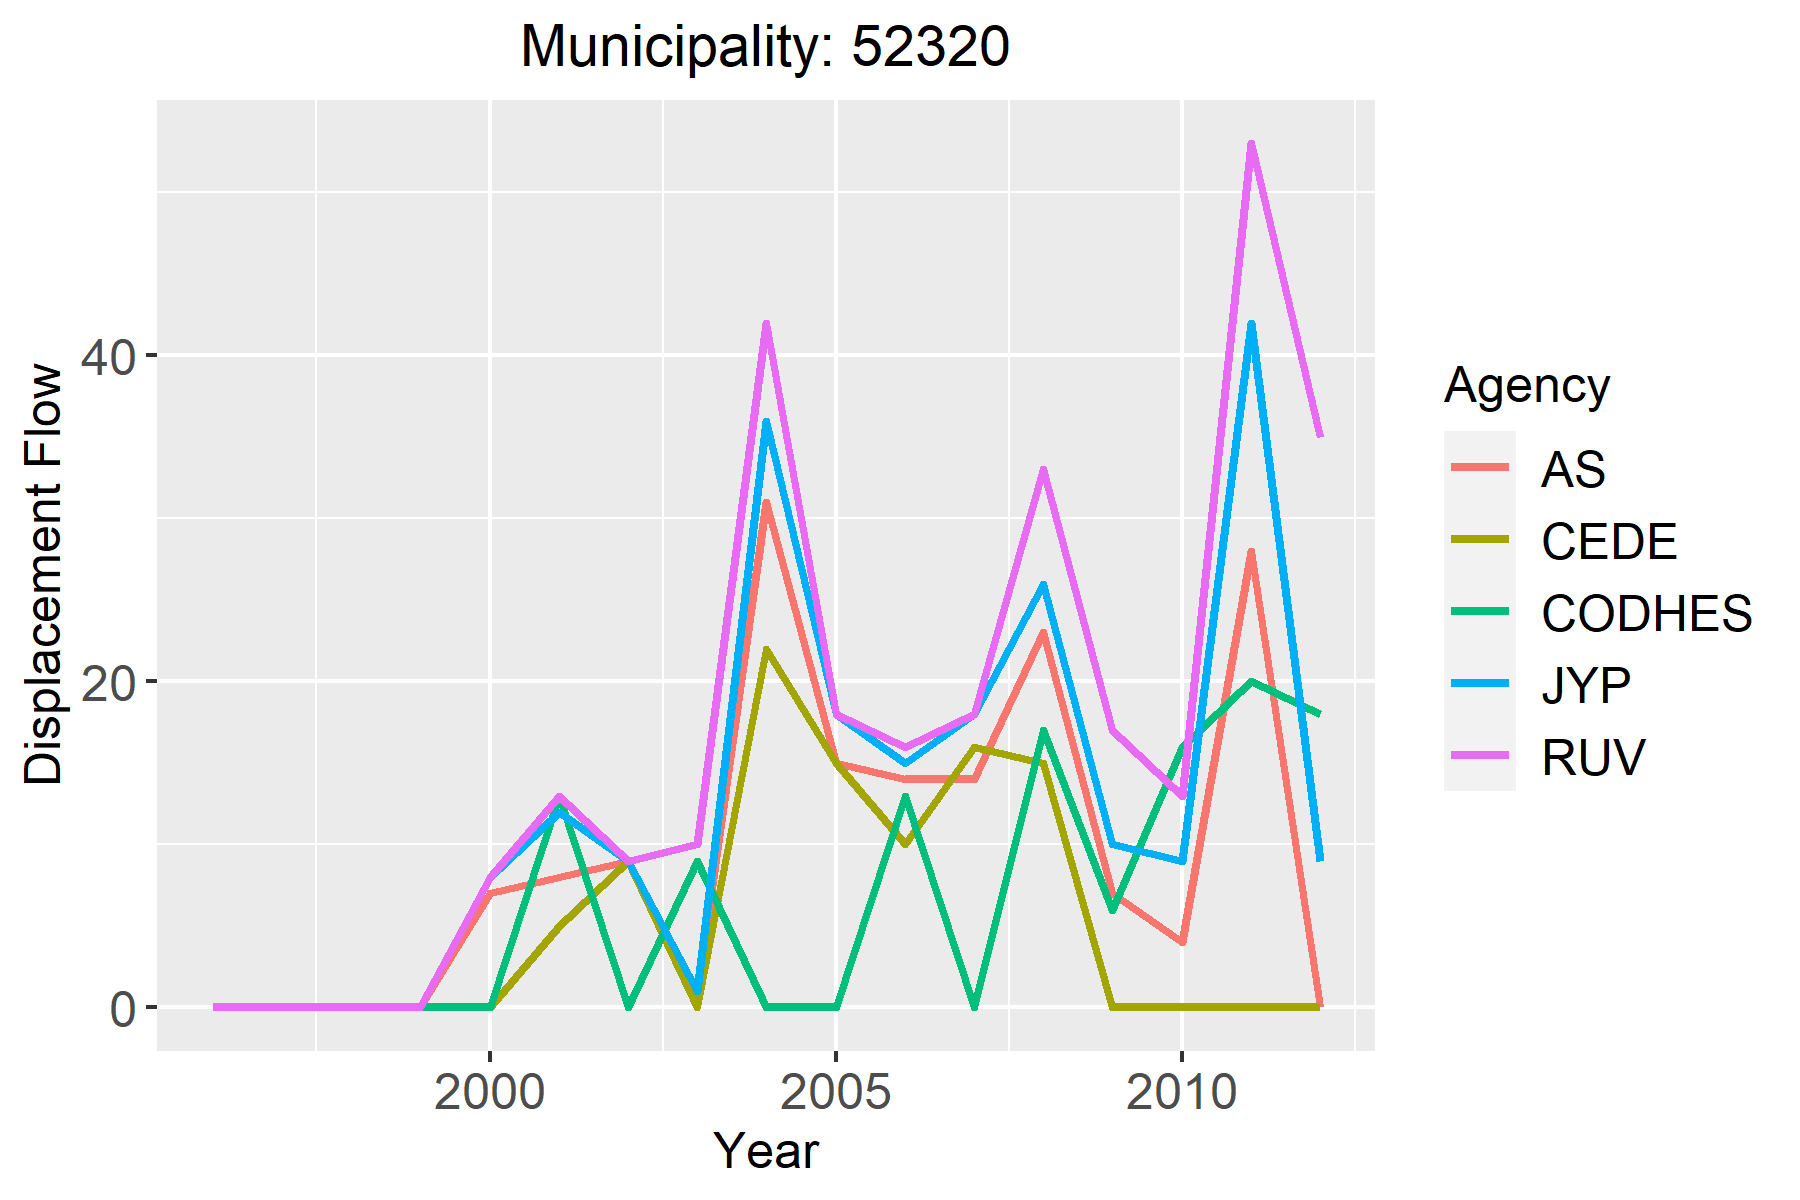 Municipality: 52320
Displacement Flow
40
20
0
2000 2005 2010
Year
Agency
AS
CEDE
CODHES
JYP
RUV